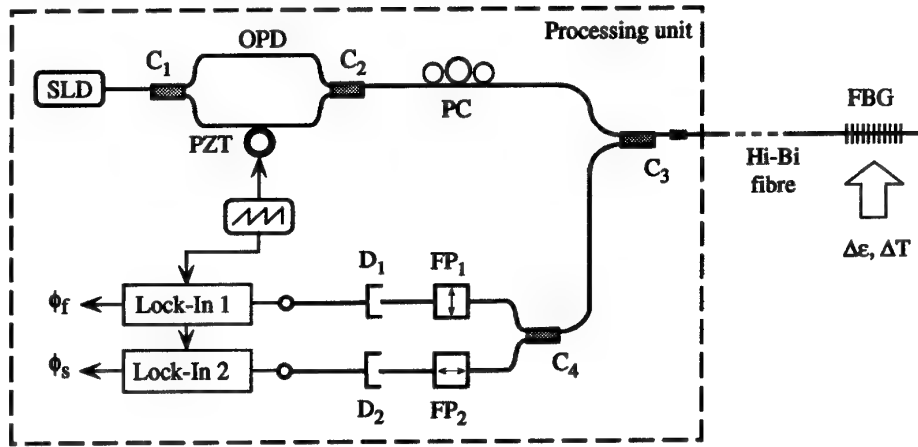 Processing unit
OPD
C₁
C₂
SLD
PC
FBG
PZT
C₃
Hi-Bi
fibre
Δε, ΔT
D₁
FP₁
ϕf
Lock-In 1
ϕs
Lock-In 2
C₄
D₂
FP₂